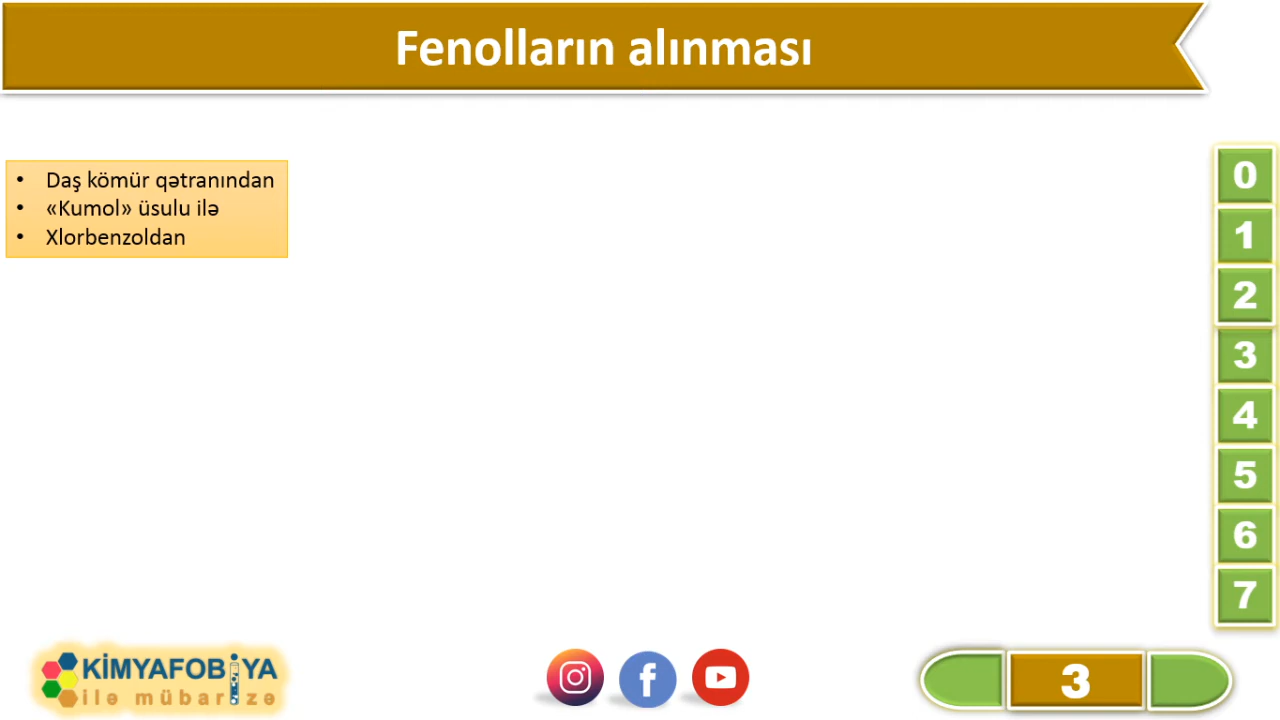 Fenolların alınması
• Daş kömür qətranından
• «Kumol» üsulu ilə
• Xlorbenzoldan
0
1
2
3
4
5
6
7
KİMYAFOBİYA
ilə mübarizə
3